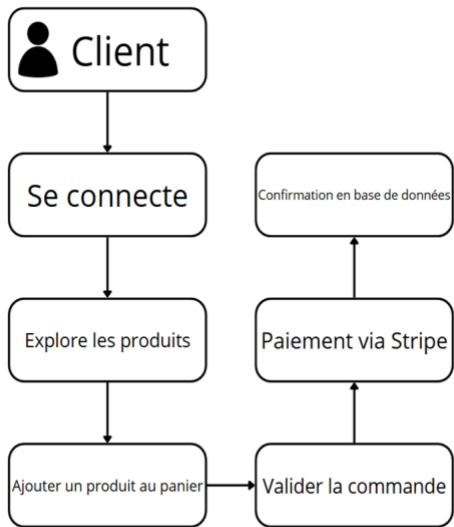 Client
Se connecte
Explore les produits
Ajouter un produit au panier
Valider la commande
Paiement via Stripe
Confirmation en base de données